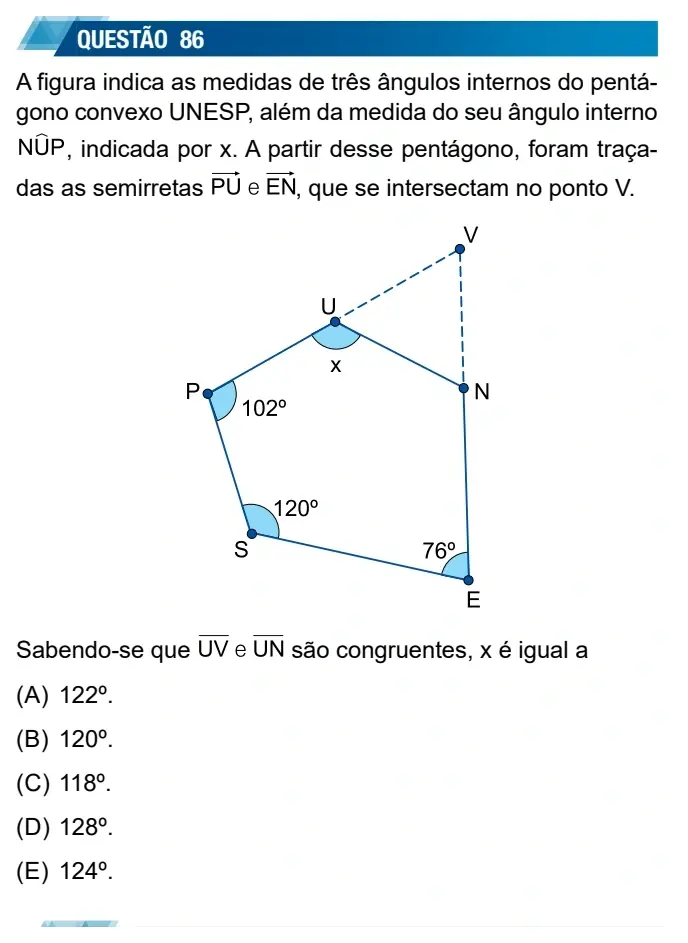 QUESTÃO 86
A figura indica as medidas de três ângulos internos do pentá-
gono convexo UNESP, além da medida do seu ângulo interno
NÛP, indicada por x. A partir desse pentágono, foram traça-
das as semirretas PU e EN, que se intersectam no ponto V.
V
U
x
P
102º
N
120º
S
76º
E
Sabendo-se que UV e UN são congruentes, x é igual a
(A) 122º.
(B) 120º.
(C) 118º.
(D) 128º.
(E) 124º.